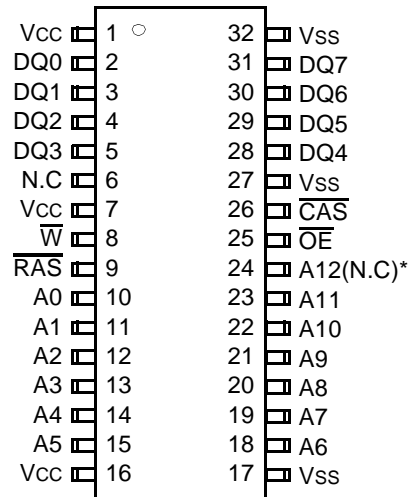 Vcc 1 32 Vss
DQ0 2 31 DQ7
DQ1 3 30 DQ6
DQ2 4 29 DQ5
DQ3 5 28 DQ4
N.C 6 27 Vss
Vcc 7 26 C̅A̅S̅
W̅ 8 25 O̅E̅
R̅A̅S̅ 9 24 A12(N.C)*
A0 10 23 A11
A1 11 22 A10
A2 12 21 A9
A3 13 20 A8
A4 14 19 A7
A5 15 18 A6
Vcc 16 17 Vss